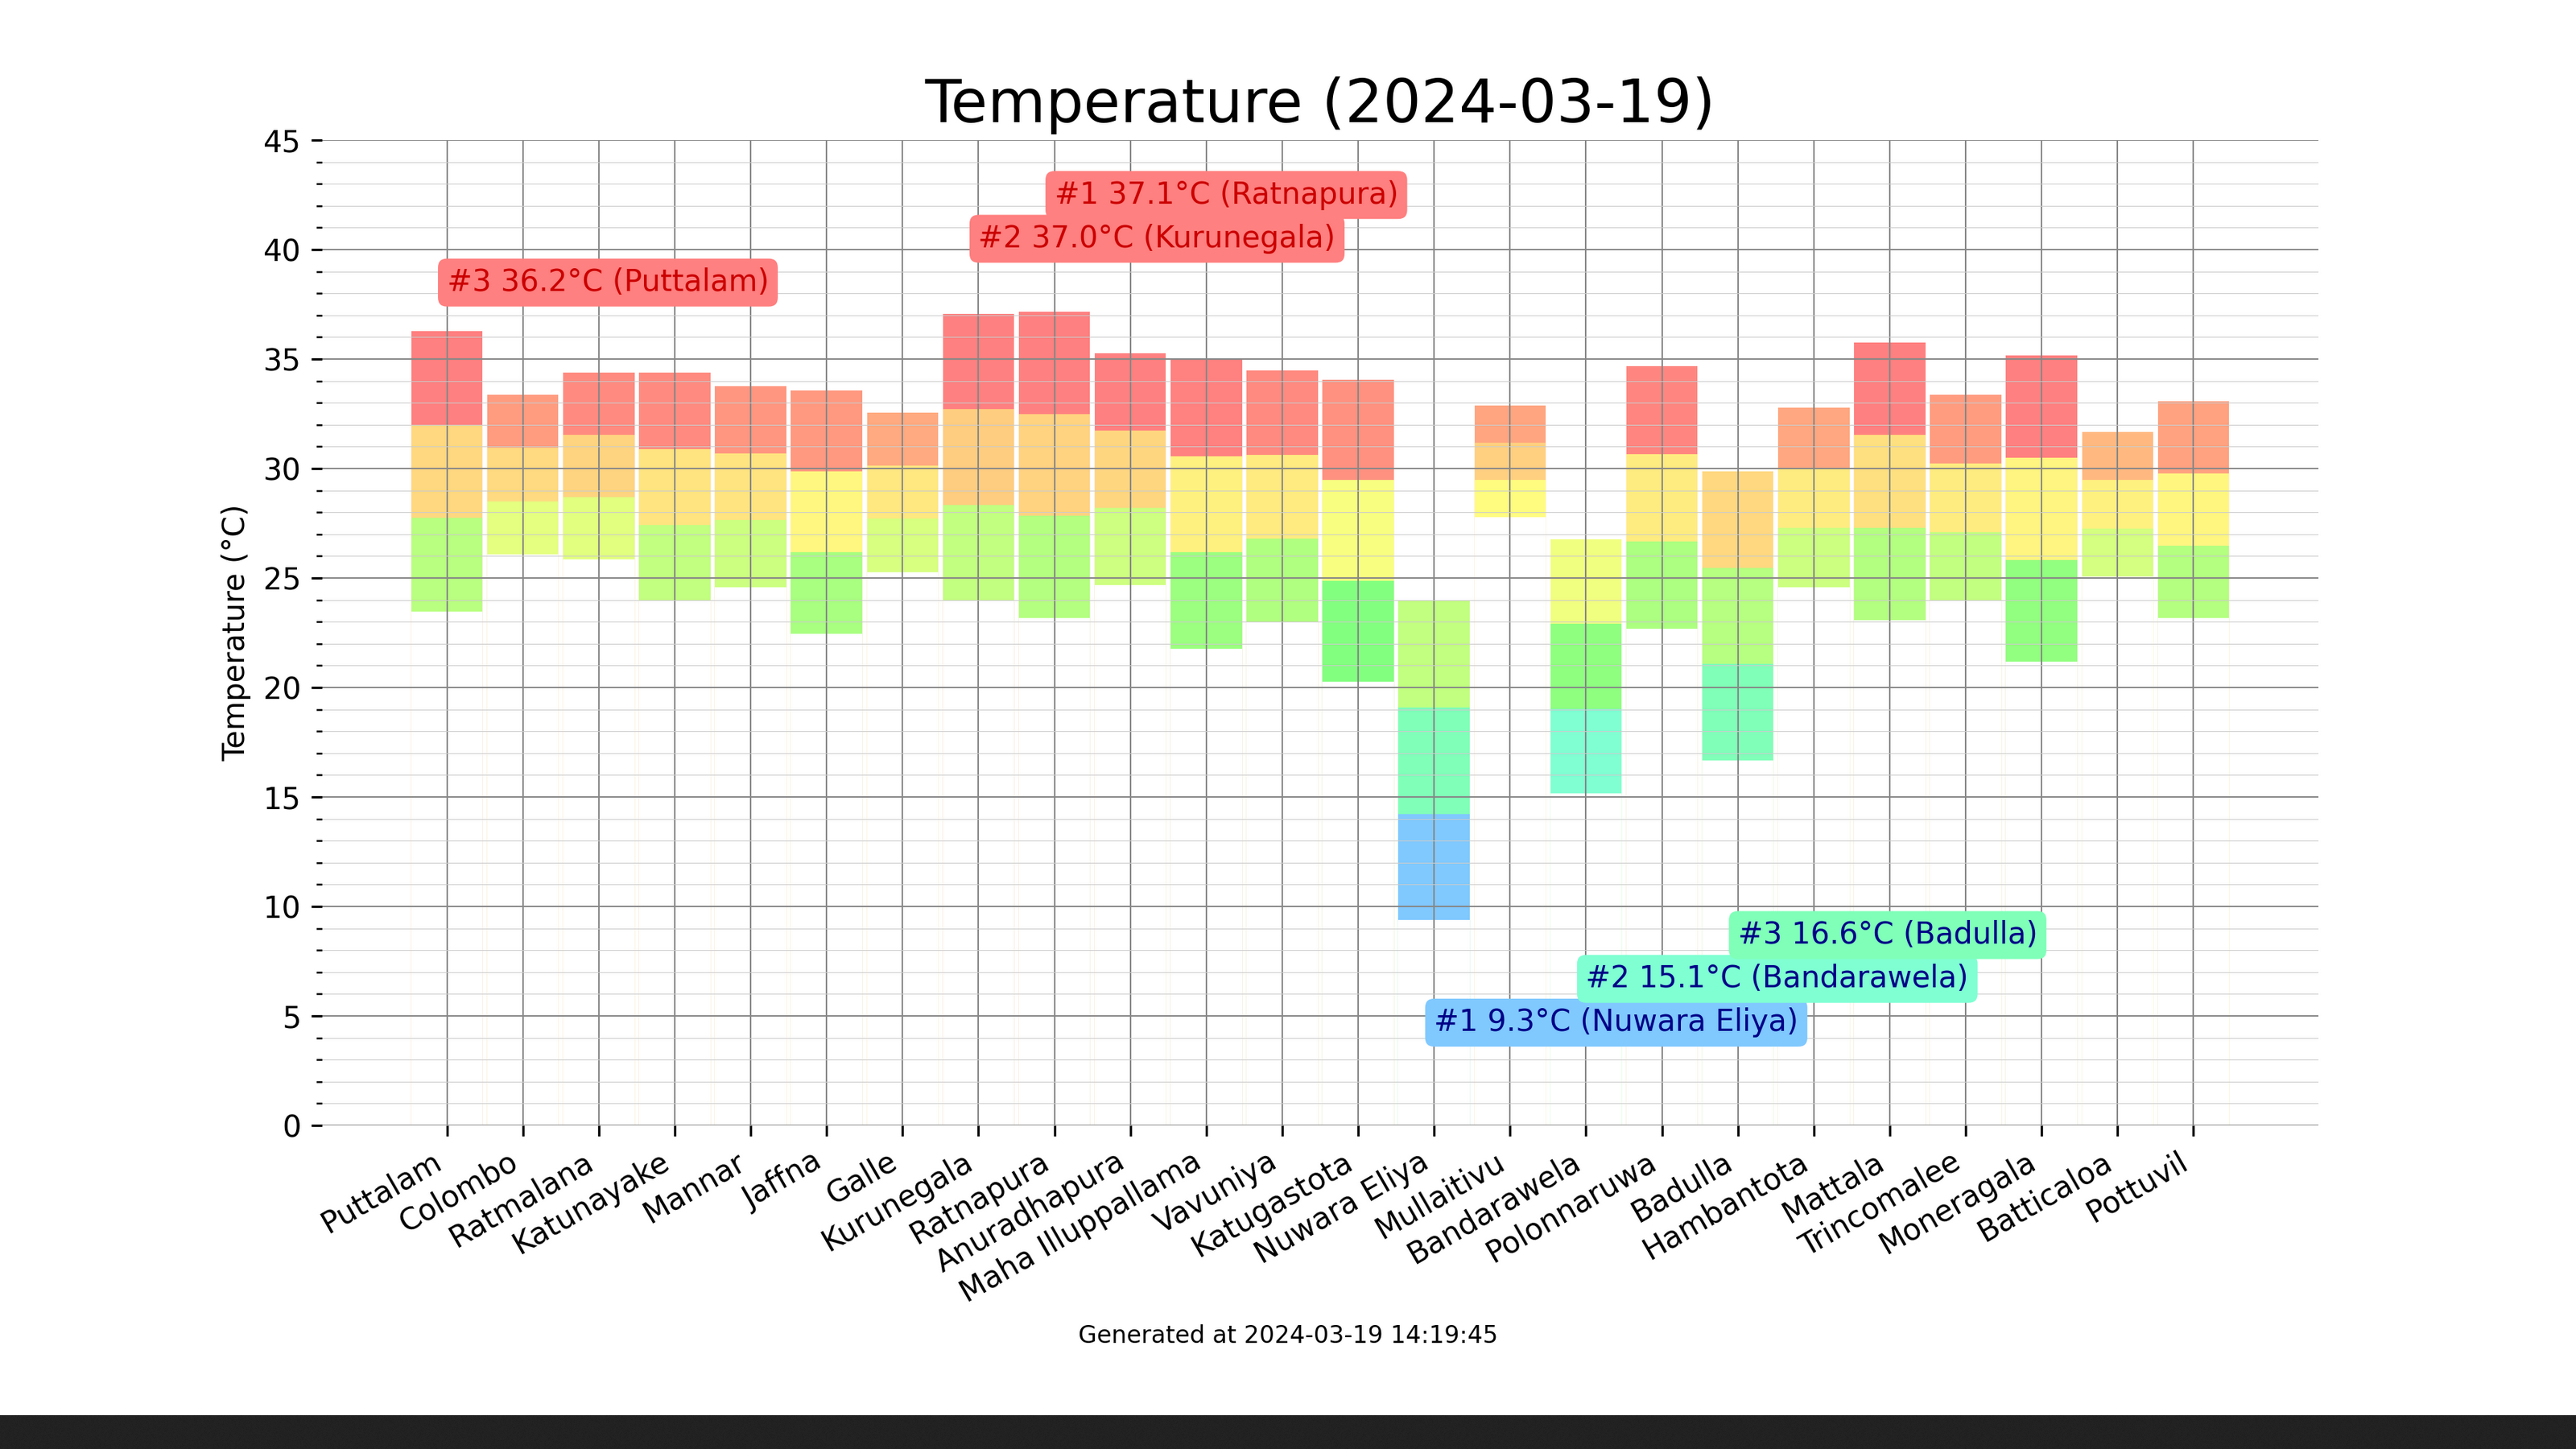 Temperature (2024-03-19)
45
40
35
30
25
20
15
10
5
0
Temperature (°C)
#1 37.1°C (Ratnapura)
#2 37.0°C (Kurunegala)
#3 36.2°C (Puttalam)
#3 16.6°C (Badulla)
#2 15.1°C (Bandarawela)
#1 9.3°C (Nuwara Eliya)
Puttalam
Colombo
Ratmalana
Katunayake
Mannar
Jaffna
Galle
Kurunegala
Ratnapura
Anuradhapura
Maha Illuppallama
Vavuniya
Katugastota
Nuwara Eliya
Mullaitivu
Bandarawela
Polonnaruwa
Badulla
Hambantota
Mattala
Trincomalee
Moneragala
Batticaloa
Pottuvil
Generated at 2024-03-19 14:19:45